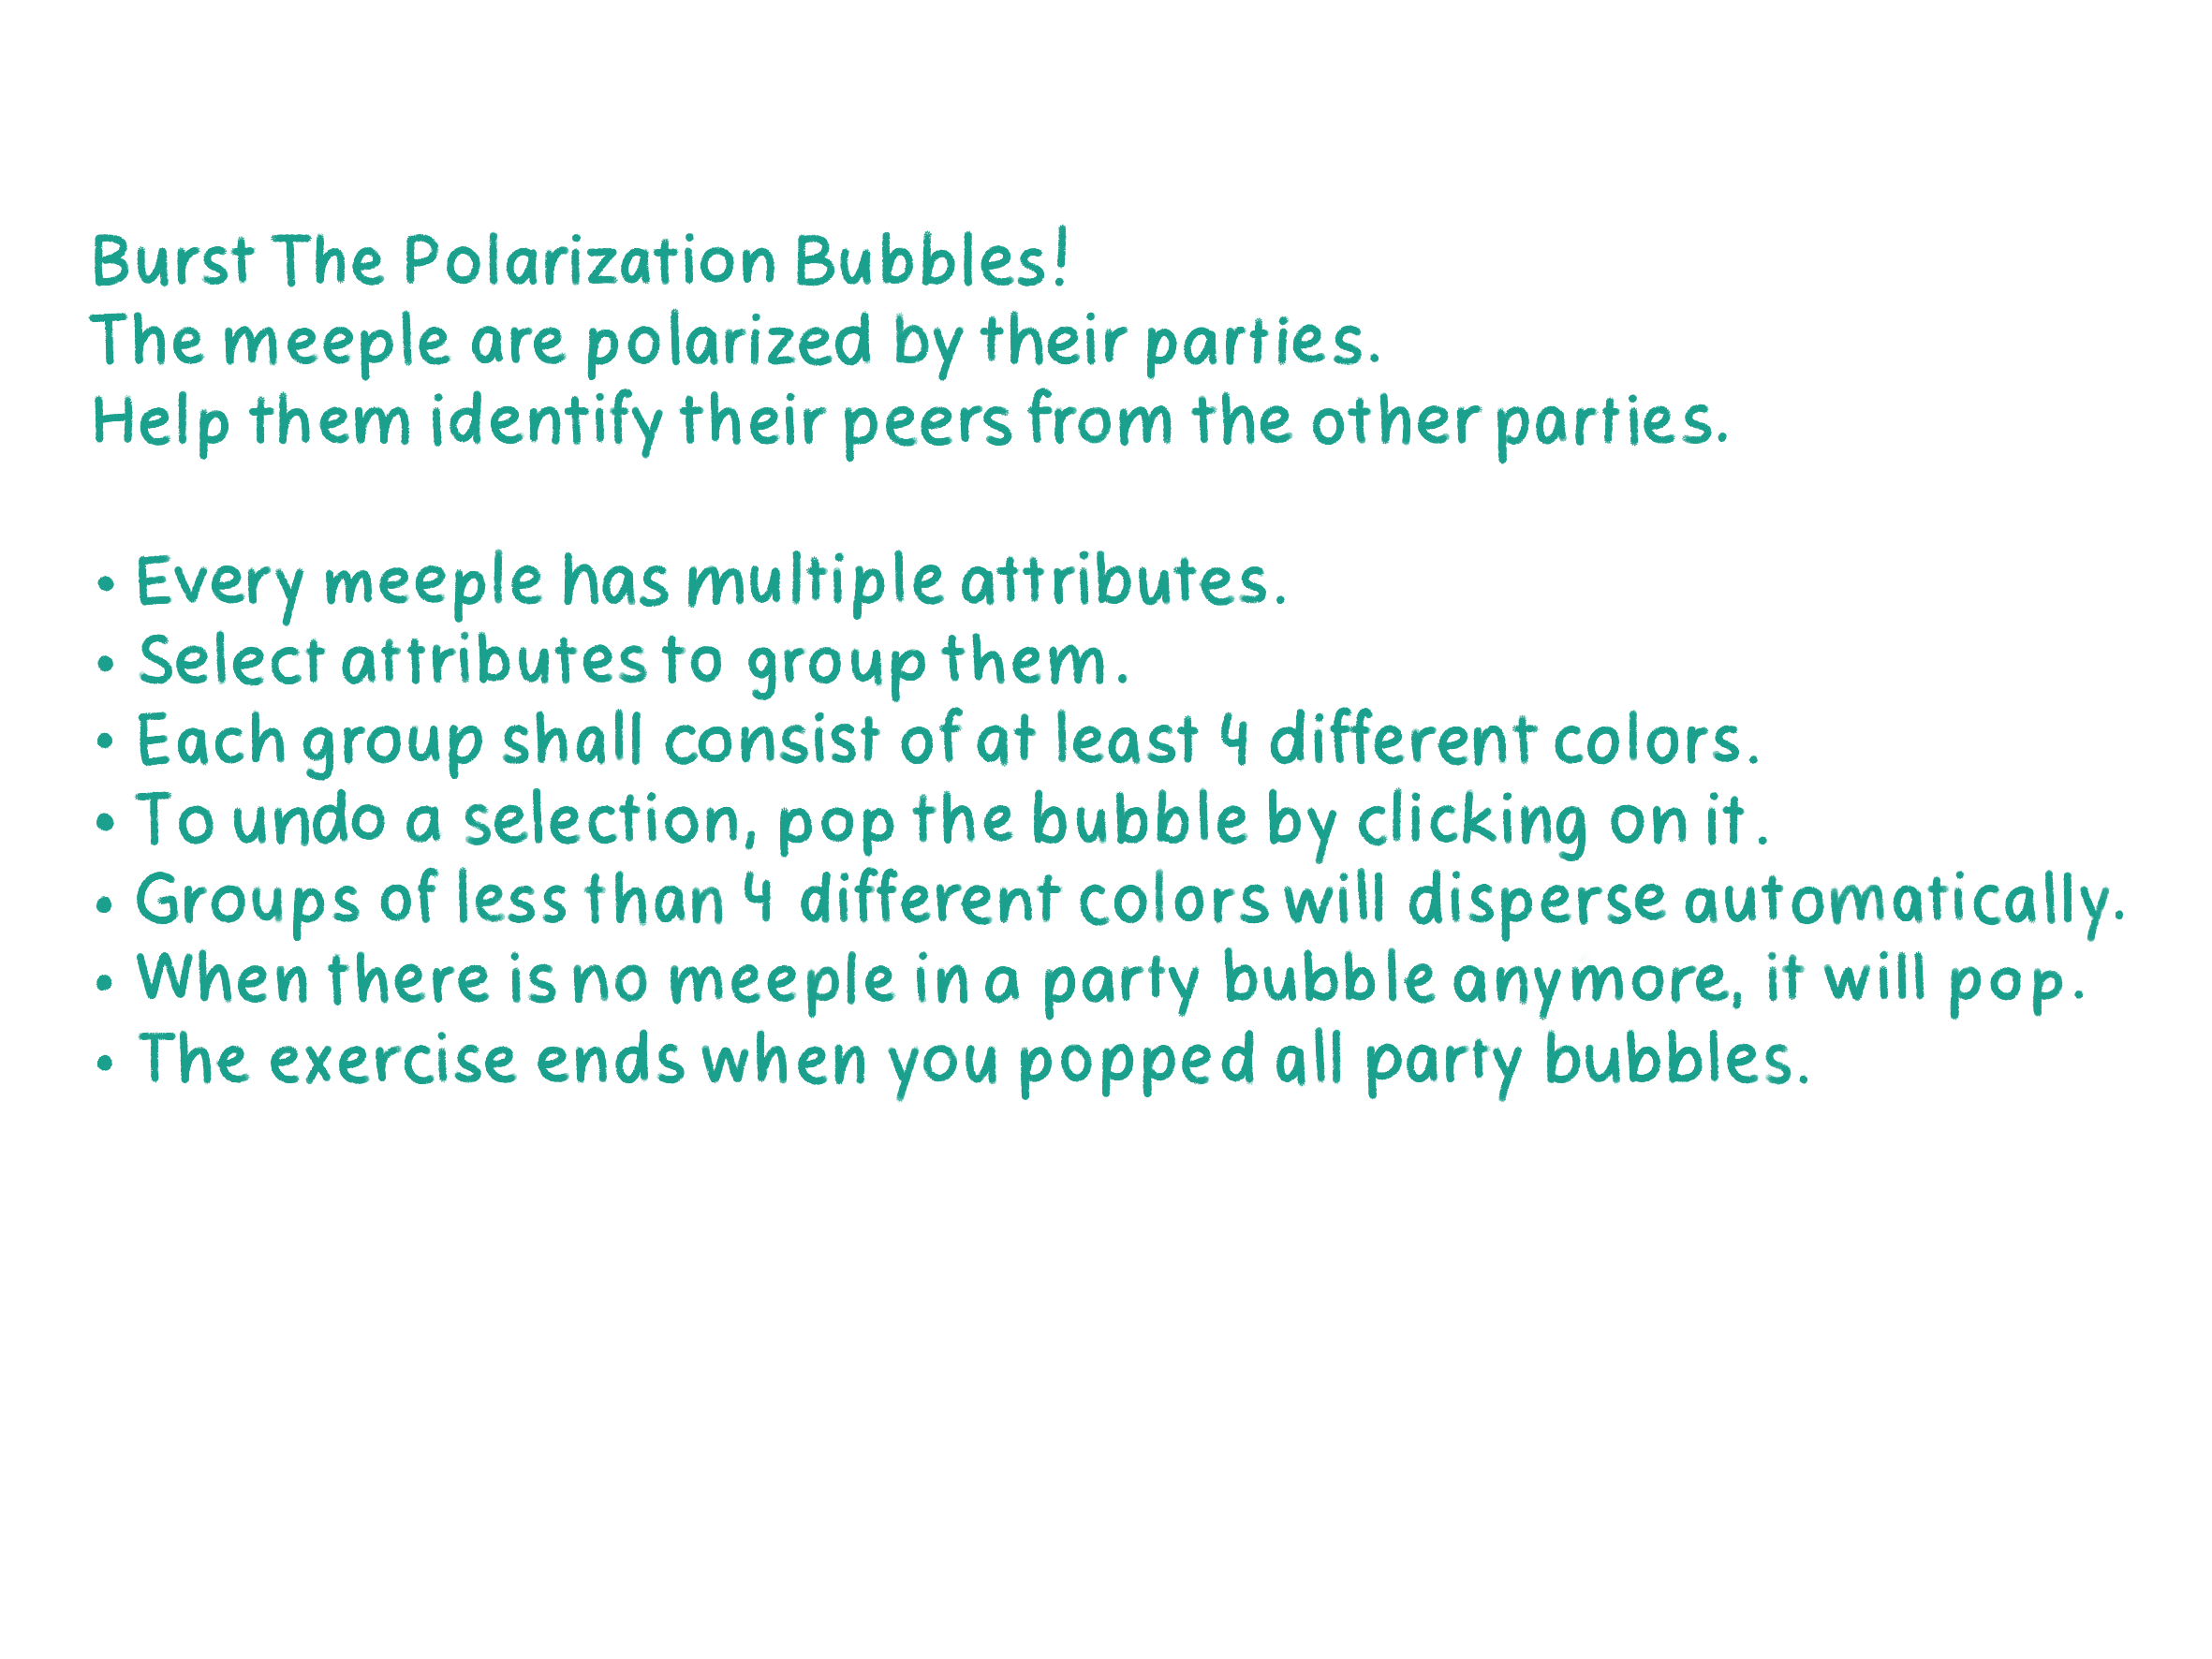 Burst The Polarization Bubbles!
The meeple are polarized by their parties.
Help them identify their peers from the other parties.
• Every meeple has multiple attributes.
• Select attributes to group them.
• Each group shall consist of at least 4 different colors.
• To undo a selection, pop the bubble by clicking on it.
• Groups of less than 4 different colors will disperse automatically.
• When there is no meeple in a party bubble anymore, it will pop.
• The exercise ends when you popped all party bubbles.